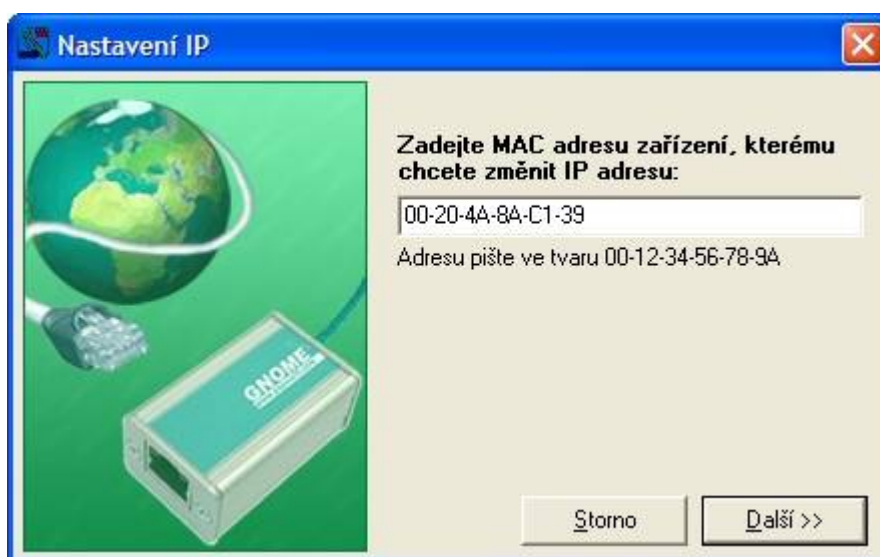 Nastavení IP
Zadejte MAC adresu zařízení, kterému
chcete změnit IP adresu:
00-20-4A-8A-C1-39
Adresu pište ve tvaru 00-12-34-56-78-9A
GNOME
Storno
Další >>